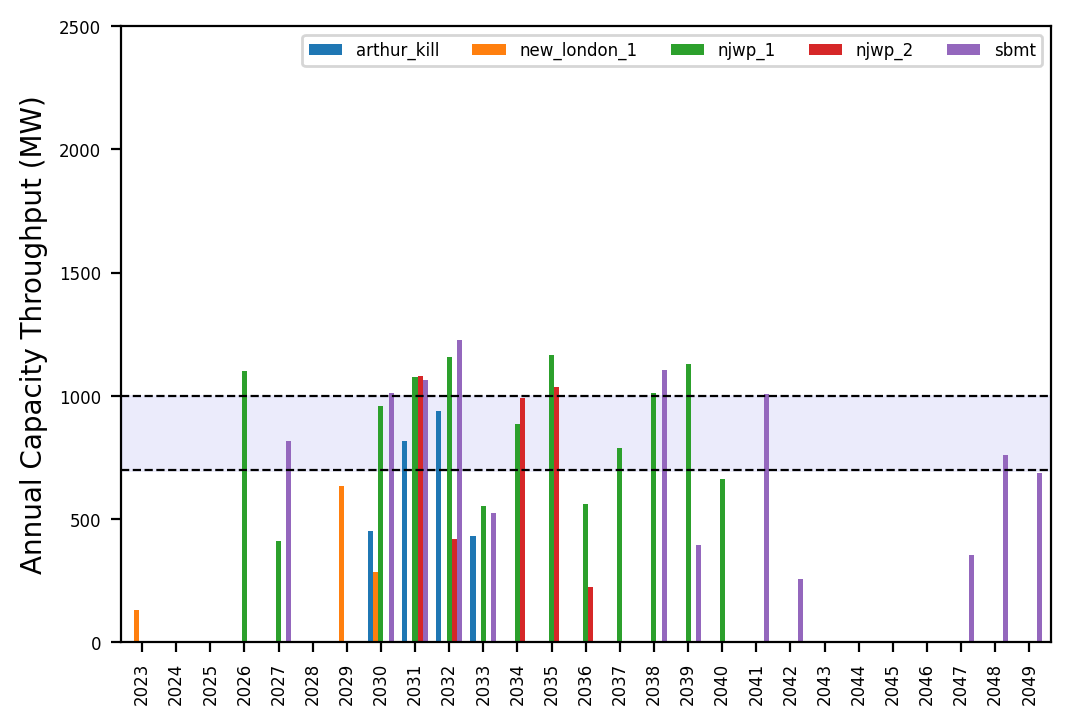 Annual Capacity Throughput (MW)
2500
2000
1500
1000
500
0
arthur_kill new_london_1 njwp_1 njwp_2 sbmt
2023 2024 2025 2026 2027 2028 2029 2030 2031 2032 2033 2034 2035 2036 2037 2038 2039 2040 2041 2042 2043 2044 2045 2046 2047 2048 2049